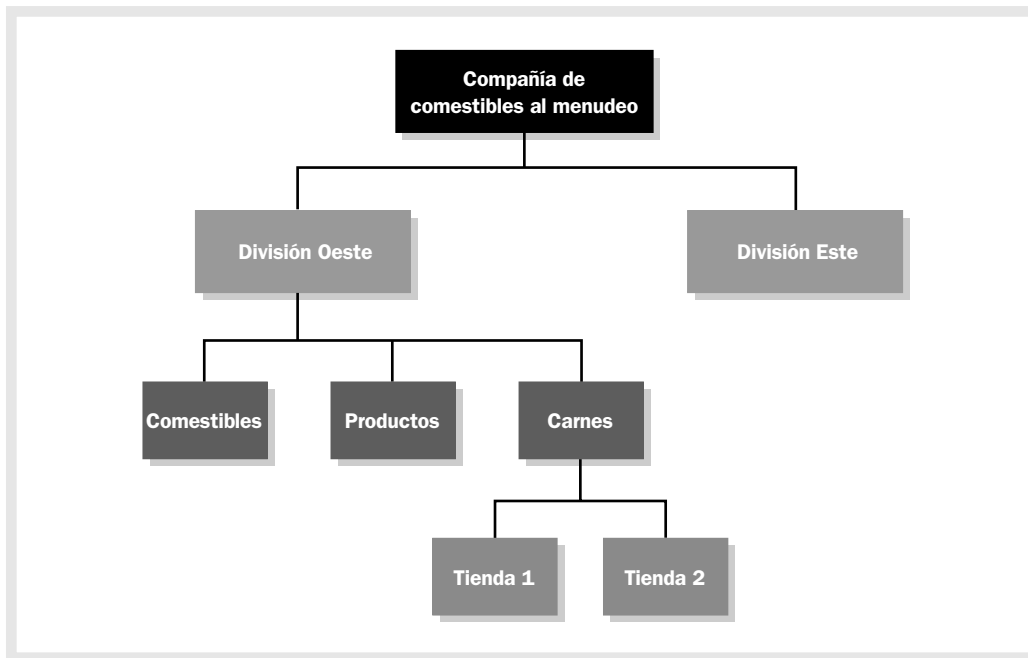 Compañía de
comestibles al menudeo
División Oeste
División Este
Comestibles
Productos
Carnes
Tienda 1
Tienda 2